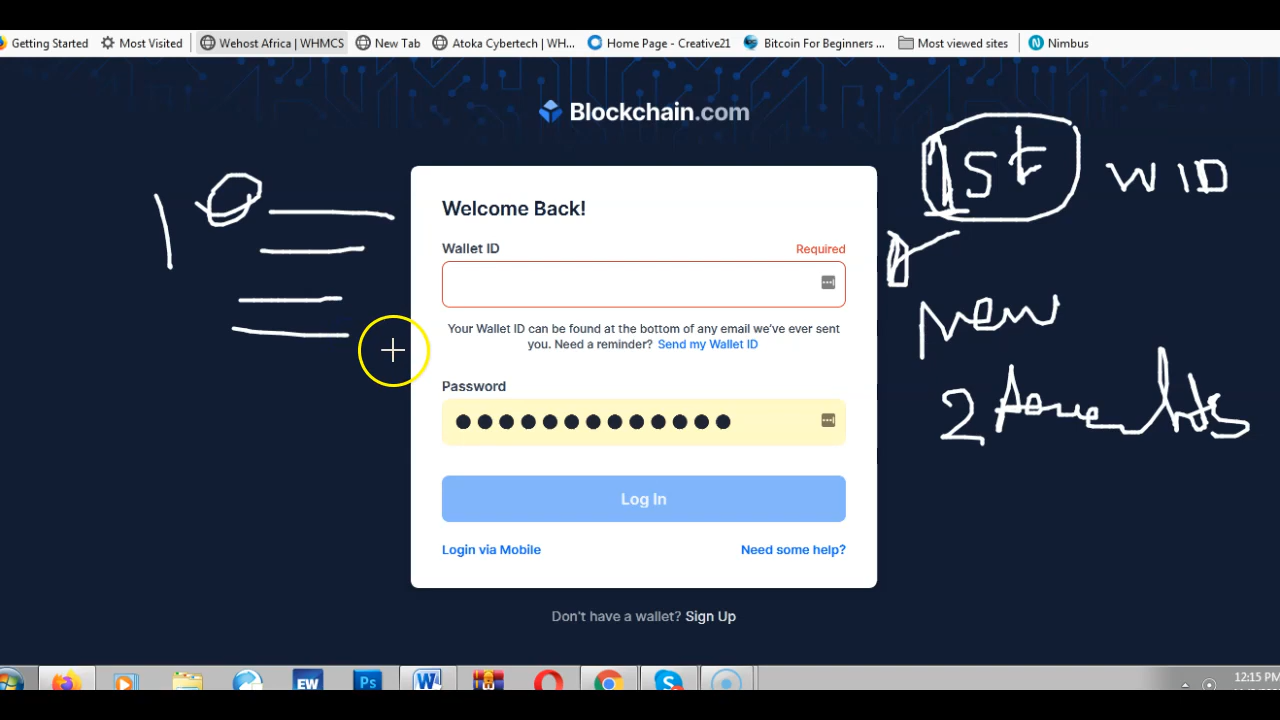 Getting Started Most Visited Wehost Africa | WHMCS New Tab Atoka Cybertech | WH... Home Page - Creative21 Bitcoin For Beginners ... Most viewed sites Nimbus
Blockchain.com
1st WID
Welcome Back!
Wallet ID Required
New
Your Wallet ID can be found at the bottom of any email we've ever sent
you. Need a reminder? Send my Wallet ID
Password
2
Log In
Login via Mobile Need some help?
Don't have a wallet? Sign Up
EW Ps W S
12:15 PM